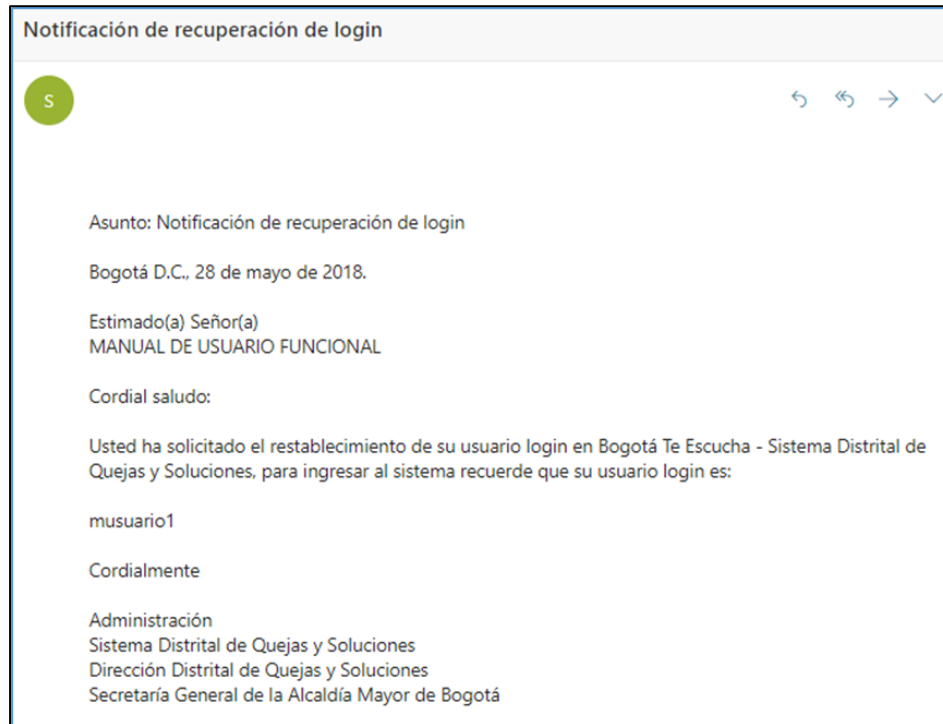 Notificación de recuperación de login
S
Asunto: Notificación de recuperación de login
Bogotá D.C., 28 de mayo de 2018.
Estimado(a) Señor(a)
MANUAL DE USUARIO FUNCIONAL
Cordial saludo:
Usted ha solicitado el restablecimiento de su usuario login en Bogotá Te Escucha - Sistema Distrital de
Quejas y Soluciones, para ingresar al sistema recuerde que su usuario login es:
musuario1
Cordialmente
Administración
Sistema Distrital de Quejas y Soluciones
Dirección Distrital de Quejas y Soluciones
Secretaría General de la Alcaldía Mayor de Bogotá